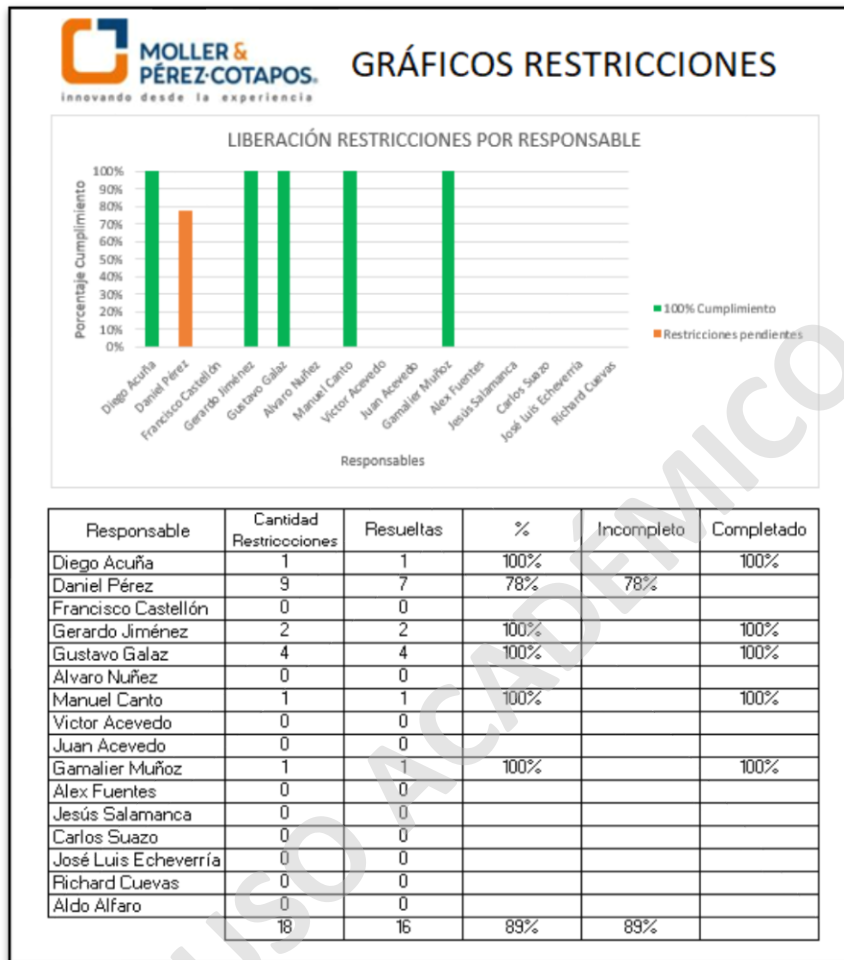 MOLLER &
PÉREZ-COTAPOS.
innovando desde la experiencia
GRÁFICOS RESTRICCIONES
LIBERACIÓN RESTRICCIONES POR RESPONSABLE
Porcentaje Cumplimiento
100%
90%
80%
70%
60%
50%
40%
30%
20%
10%
0%
Diego Acuña
Daniel Pérez
Francisco Castellón
Gerardo Jiménez
Gustavo Galaz
Alvaro Nuñez
Manuel Canto
Victor Acevedo
Juan Acevedo
Gamalier Muñoz
Alex Fuentes
Jesús Salamanca
Carlos Suazo
José Luis Echeverría
Richard Cuevas
Responsables
100% Cumplimiento
Restricciones pendientes
Responsable Cantidad Restriccciones Resueltas % Incompleto Completado
Diego Acuña 1 1 100% 100%
Daniel Pérez 9 7 78% 78%
Francisco Castellón 0 0
Gerardo Jiménez 2 2 100% 100%
Gustavo Galaz 4 4 100% 100%
Alvaro Nuñez 0 0
Manuel Canto 1 1 100% 100%
Victor Acevedo 0 0
Juan Acevedo 0 0
Gamalier Muñoz 1 1 100% 100%
Alex Fuentes 0 0
Jesús Salamanca 0 0
Carlos Suazo 0 0
José Luis Echeverría 0 0
Richard Cuevas 0 0
Aldo Alfaro 0 0
18 16 89% 89%
USO ACADÉMICO